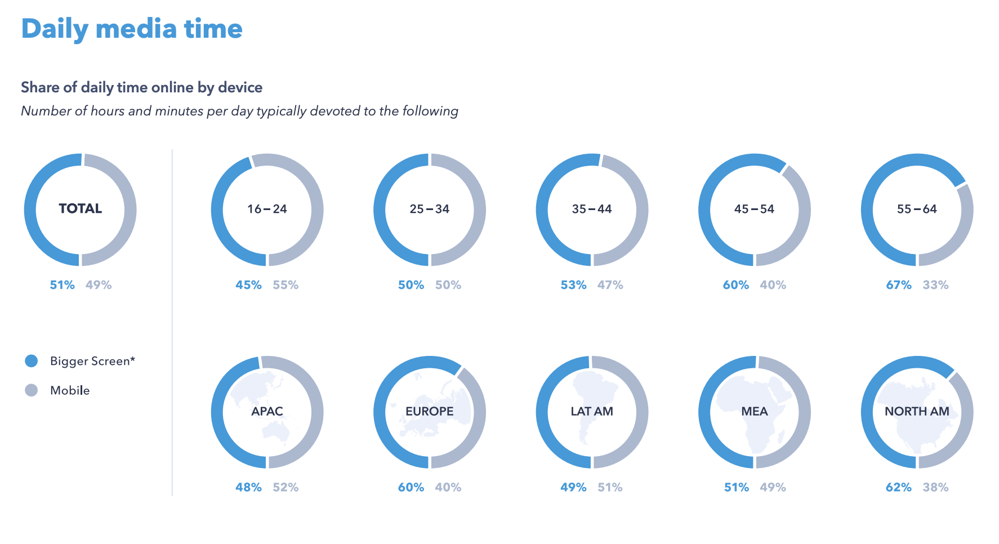 Daily media time
Share of daily time online by device
Number of hours and minutes per day typically devoted to the following
TOTAL
51% 49%
16–24
45% 55%
25–34
50% 50%
35–44
53% 47%
45–54
60% 40%
55–64
67% 33%
Bigger Screen*
Mobile
APAC
48% 52%
EUROPE
60% 40%
LAT AM
49% 51%
MEA
51% 49%
NORTH AM
62% 38%